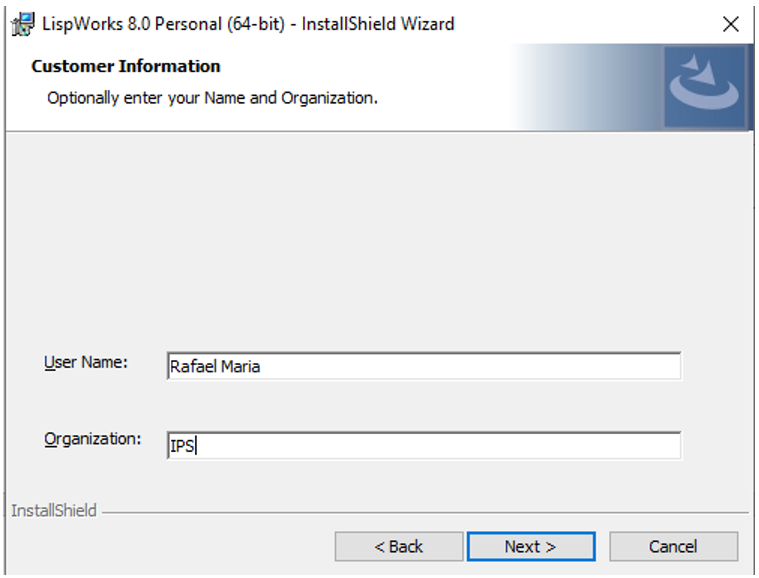 LispWorks 8.0 Personal (64-bit) - InstallShield Wizard
Customer Information
Optionally enter your Name and Organization.
User Name:
Rafael Maria
Organization:
IPS
InstallShield
< Back
Next >
Cancel